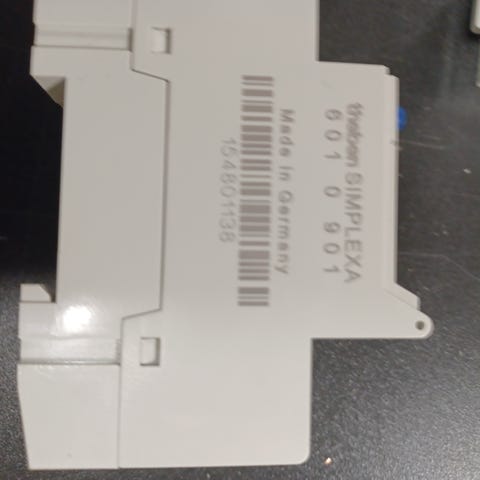 theben SIMPLEXA
601 0 901
Made in Germany
154801138